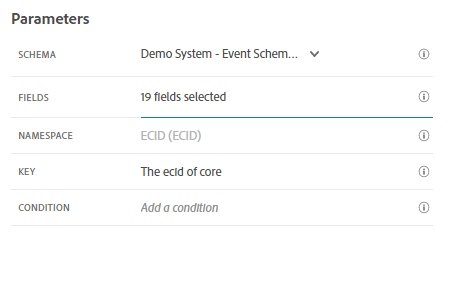 Parameters
SCHEMA Demo System - Event Schem...
FIELDS 19 fields selected
NAMESPACE ECID (ECID)
KEY The ecid of core
CONDITION Add a condition